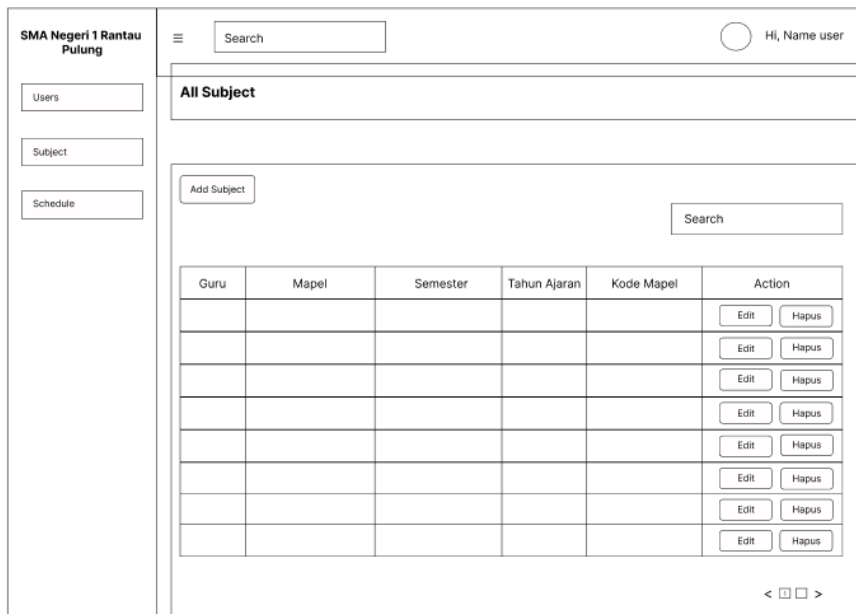 SMA Negeri 1 Rantau
Pulung
Users
Subject
Schedule
Search
Hi, Name user
All Subject
Add Subject
Search
Guru Mapel Semester Tahun Ajaran Kode Mapel Action
Edit Hapus
Edit Hapus
Edit Hapus
Edit Hapus
Edit Hapus
Edit Hapus
Edit Hapus
Edit Hapus
< 1 >